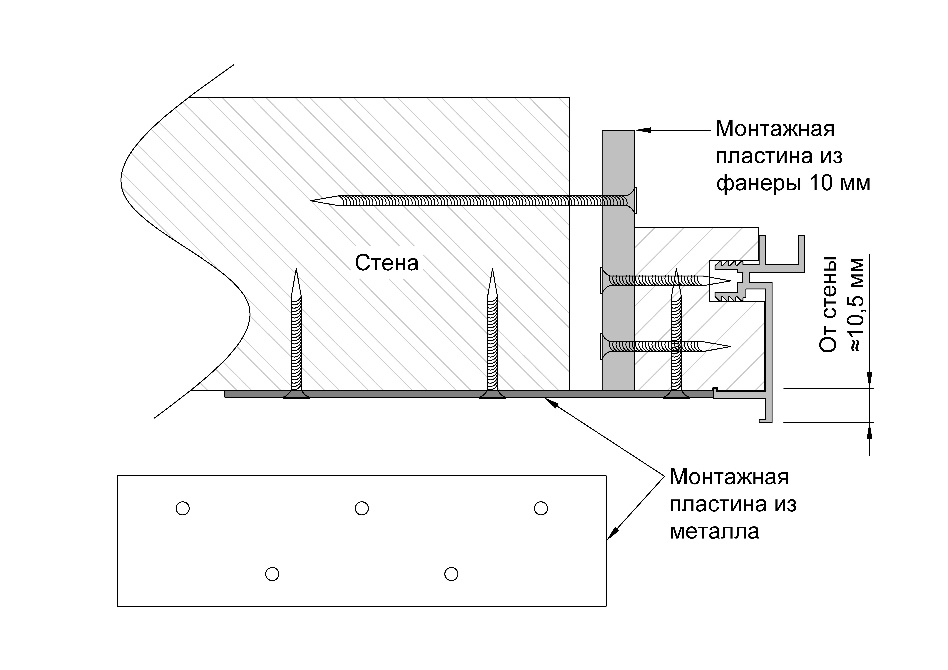 Монтажная
пластина из
фанеры 10 мм
Стена
От стены
≈10,5 мм
Монтажная
пластина из
металла